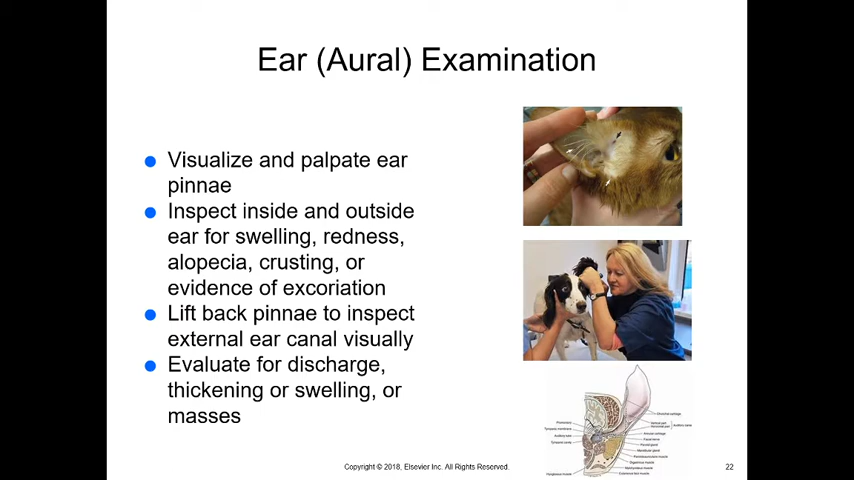 Ear (Aural) Examination
Visualize and palpate ear
pinnae
Inspect inside and outside
ear for swelling, redness,
alopecia, crusting, or
evidence of excoriation
Lift back pinnae to inspect
external ear canal visually
Evaluate for discharge,
thickening or swelling, or
masses
Copyright © 2018, Elsevier Inc. All Rights Reserved.
22